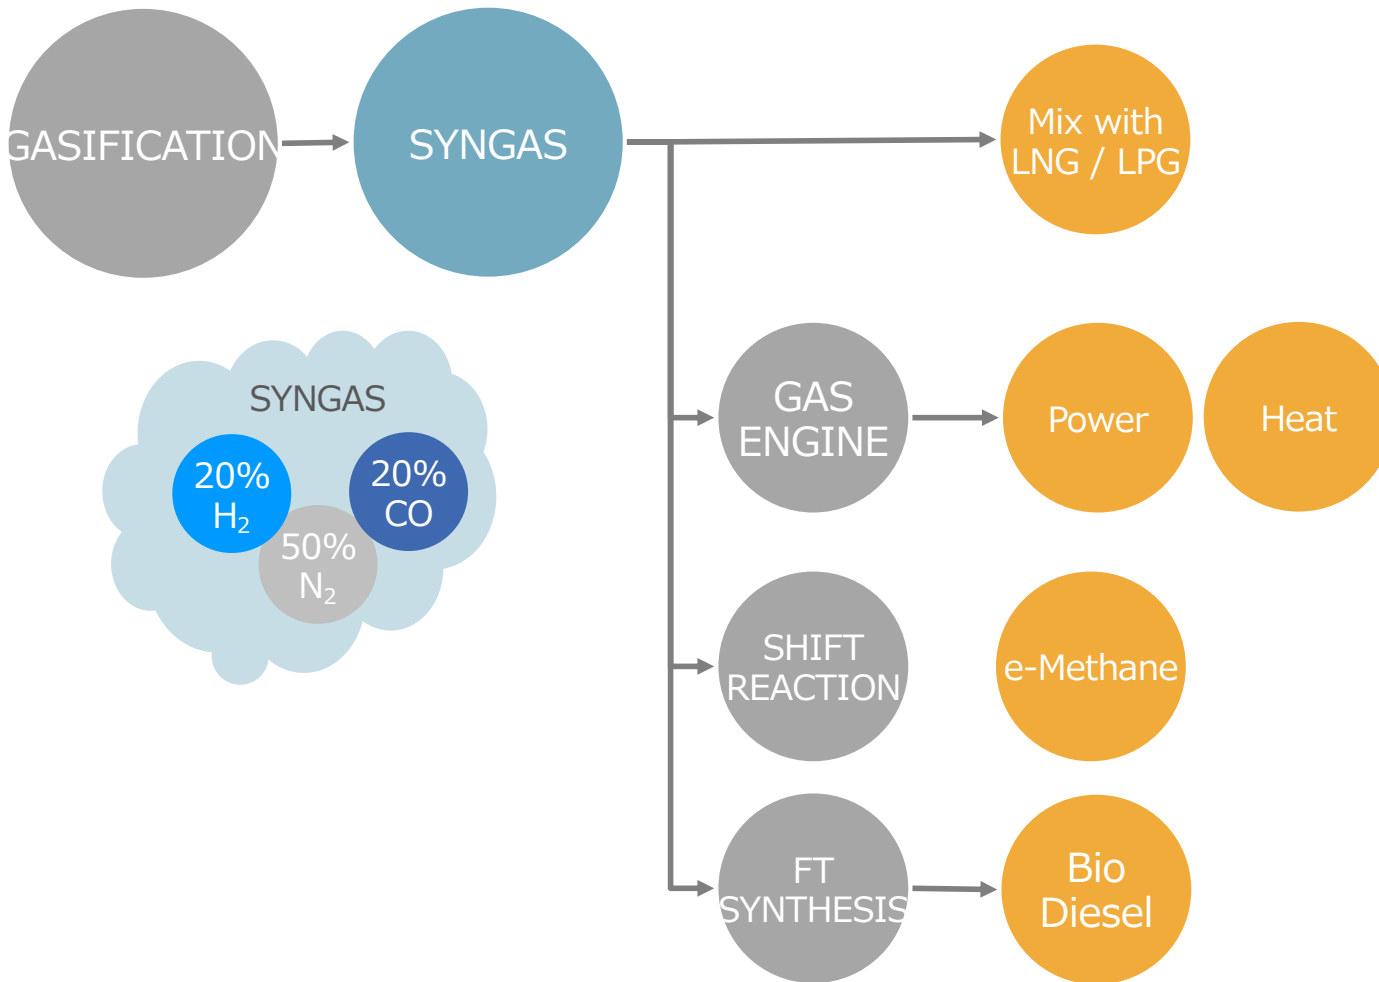 GASIFICATION
SYNGAS
Mix with
LNG / LPG
SYNGAS
20%
H₂
20%
CO
50%
N₂
GAS
ENGINE
Power
Heat
SHIFT
REACTION
e-Methane
FT
SYNTHESIS
Bio
Diesel